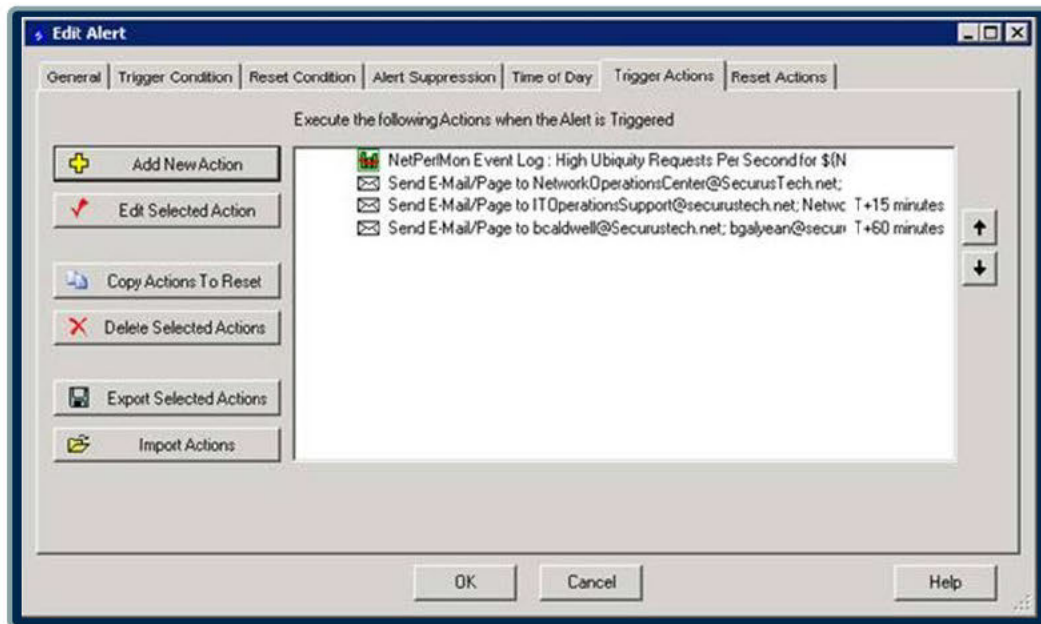 Edit Alert
General Trigger Condition Reset Condition Alert Suppression Time of Day Trigger Actions Reset Actions
Execute the following Actions when the Alert is Triggered
Add New Action
Edit Selected Action
Copy Actions To Reset
Delete Selected Actions
Export Selected Actions
Import Actions
NetPerfMon Event Log : High Ubiquity Requests Per Second for ${N
Send E-Mail/Page to NetworkOperationsCenter@SecurusTech.net;
Send E-Mail/Page to ITOperationsSupport@securustech.net; Netwc T+15 minutes
Send E-Mail/Page to bcaldwell@Securustech.net; bgalyean@secur T+60 minutes
OK Cancel Help